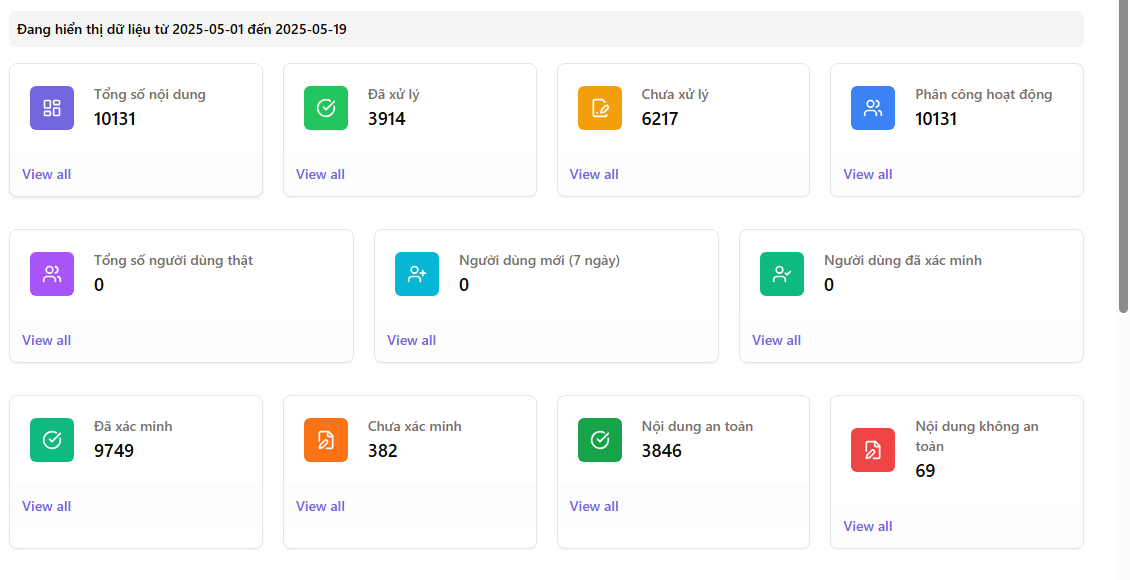 Đang hiển thị dữ liệu từ 2025-05-01 đến 2025-05-19
Tổng số nội dung
10131
View all
Đã xử lý
3914
View all
Chưa xử lý
6217
View all
Phân công hoạt động
10131
View all
Tổng số người dùng thật
0
View all
Người dùng mới (7 ngày)
0
View all
Người dùng đã xác minh
0
View all
Đã xác minh
9749
View all
Chưa xác minh
382
View all
Nội dung an toàn
3846
View all
Nội dung không an
toàn
69
View all